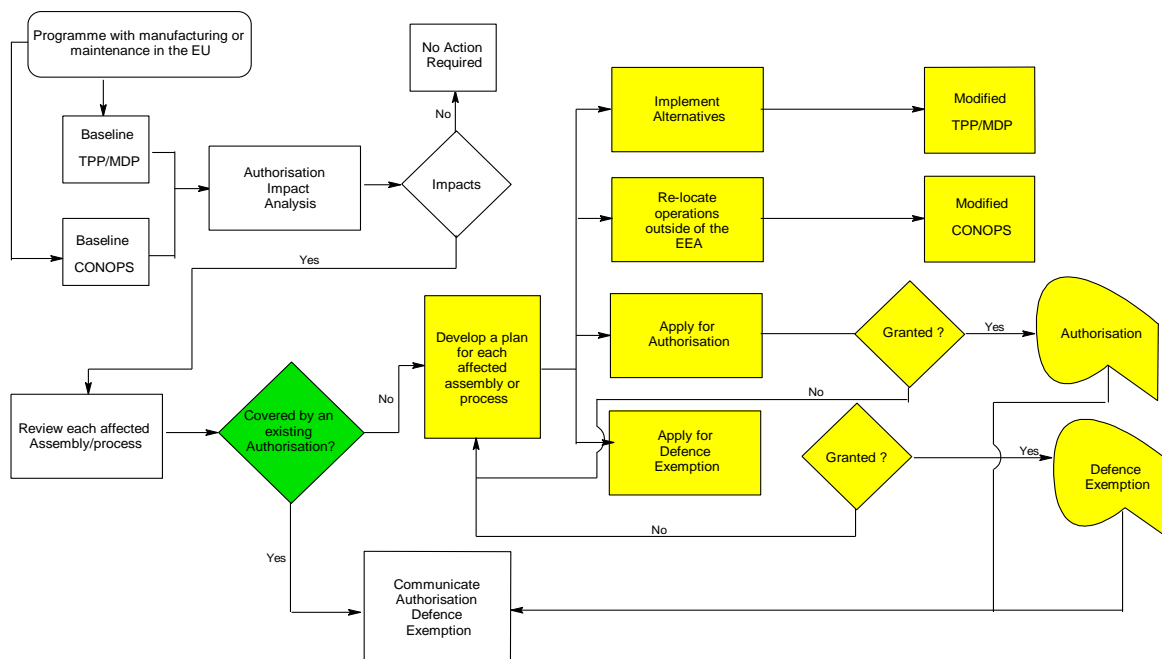 Programme with manufacturing or
maintenance in the EU
No Action
Required
No
Baseline
TPP/MDP
Authorisation
Impact
Analysis
Impacts
Baseline
CONOPS
Yes
Implement
Alternatives
Modified
TPP/MDP
Re-locate
operations
outside of the
EEA
Modified
CONOPS
Develop a plan
for each
affected
assembly or
process
Apply for
Authorisation
Granted ?
Yes
Authorisation
No
Review each affected
Assembly/process
Covered by an
existing
Authorisation?
No
Apply for
Defence
Exemption
Granted ?
Yes
Defence
Exemption
No
Yes
Communicate
Authorisation
Defence
Exemption